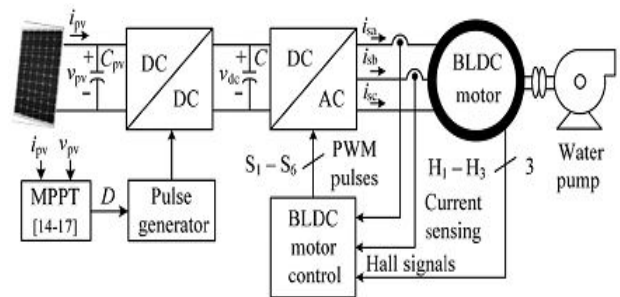 i_pv
+
C_pv
v_pv
-
DC
DC
+
C
v_dc
-
DC
AC
i_sa
i_sb
i_sc
BLDC
motor
Water
pump
i_pv
v_pv
MPPT
[14-17]
D
Pulse
generator
S_1 – S_6
PWM
pulses
BLDC
motor
control
H_1 – H_3
3
Current
sensing
Hall signals